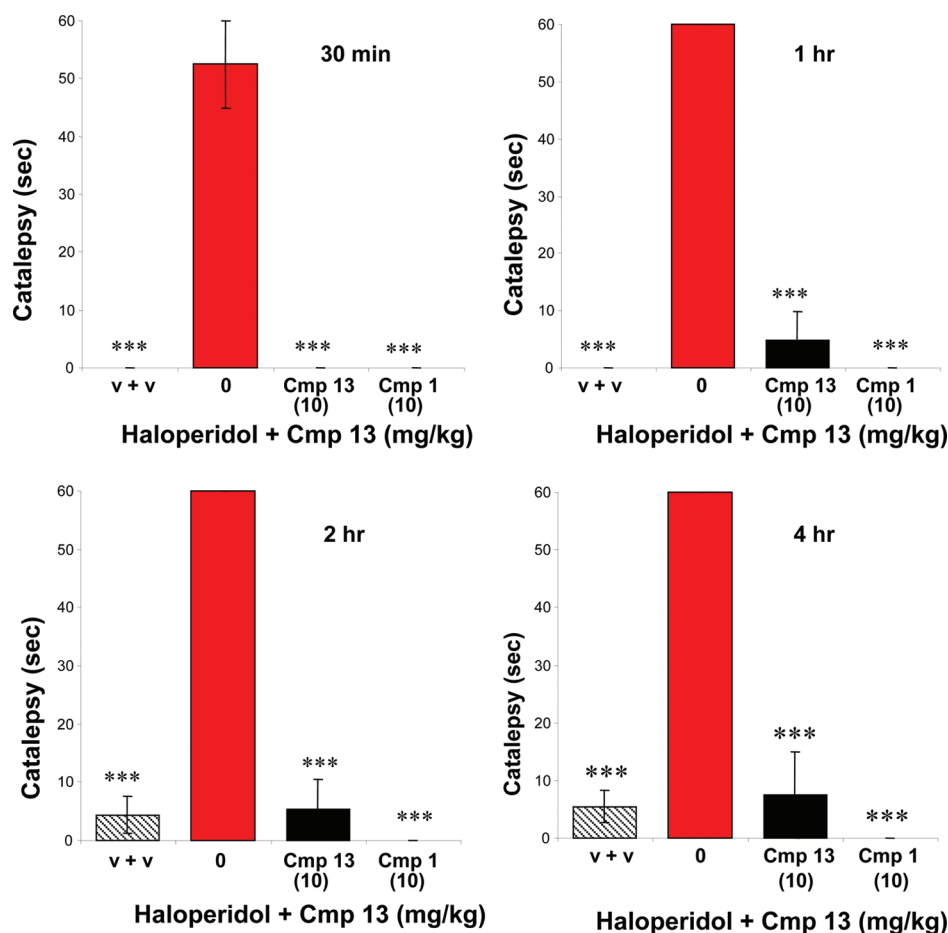 30 min
Catalepsy (sec)
60
50
40
30
20
10
0
*** *** ***
v + v 0 Cmp 13 Cmp 1
(10) (10)
Haloperidol + Cmp 13 (mg/kg)
1 hr
Catalepsy (sec)
60
50
40
30
20
10
0
*** *** ***
v + v 0 Cmp 13 Cmp 1
(10) (10)
Haloperidol + Cmp 13 (mg/kg)
2 hr
Catalepsy (sec)
60
50
40
30
20
10
0
*** *** ***
v + v 0 Cmp 13 Cmp 1
(10) (10)
Haloperidol + Cmp 13 (mg/kg)
4 hr
Catalepsy (sec)
60
50
40
30
20
10
0
*** *** ***
v + v 0 Cmp 13 Cmp 1
(10) (10)
Haloperidol + Cmp 13 (mg/kg)